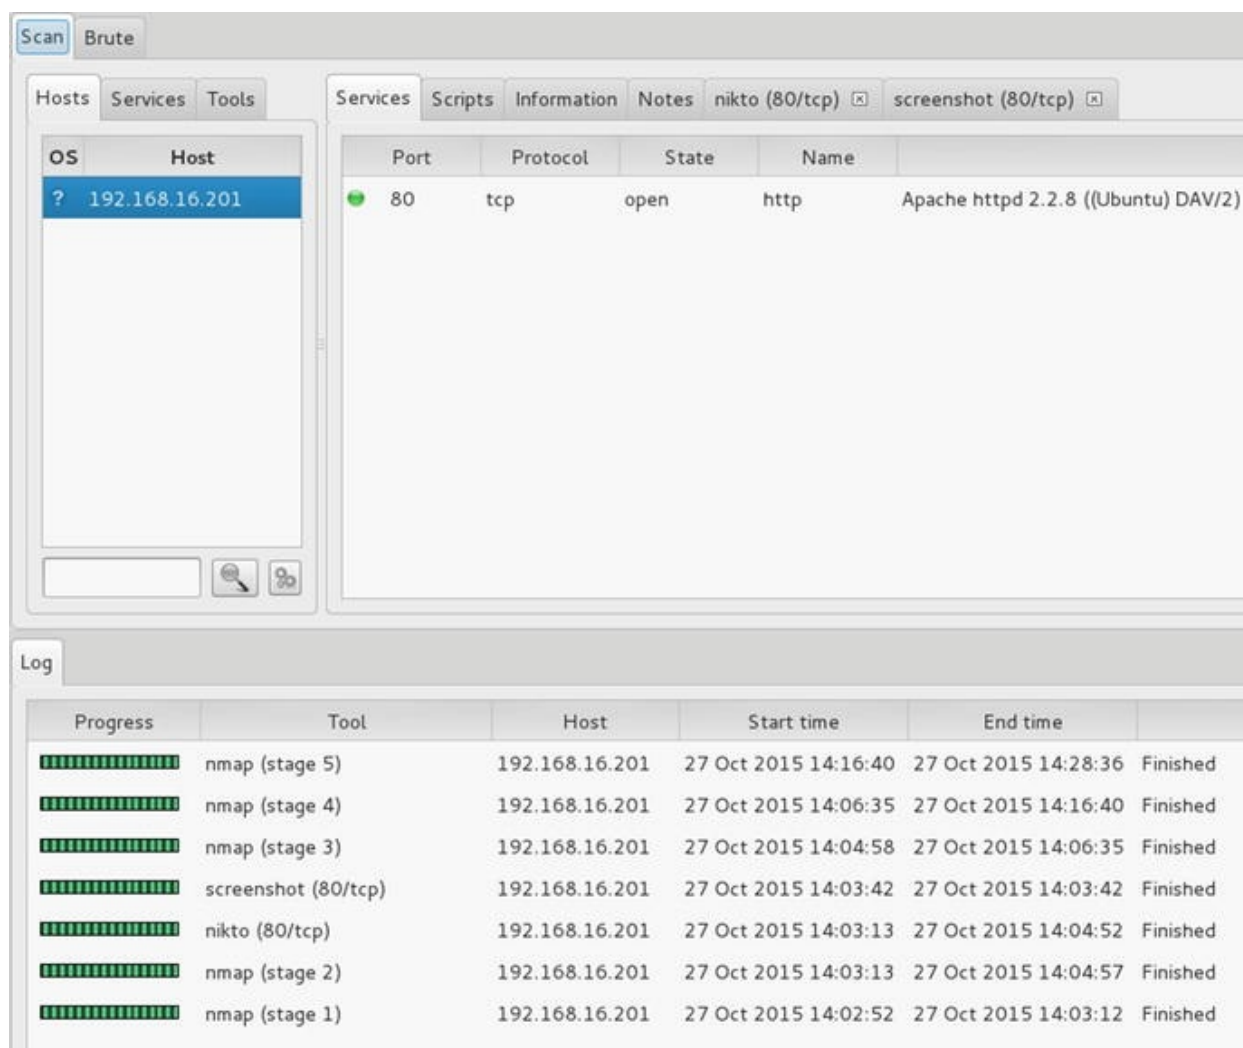 Scan Brute
Hosts Services Tools Services Scripts Information Notes nikto (80/tcp) screenshot (80/tcp)
OS Host Port Protocol State Name
? 192.168.16.201 80 tcp open http Apache httpd 2.2.8 ((Ubuntu) DAV/2)
Log
Progress Tool Host Start time End time
nmap (stage 5) 192.168.16.201 27 Oct 2015 14:16:40 27 Oct 2015 14:28:36 Finished
nmap (stage 4) 192.168.16.201 27 Oct 2015 14:06:35 27 Oct 2015 14:16:40 Finished
nmap (stage 3) 192.168.16.201 27 Oct 2015 14:04:58 27 Oct 2015 14:06:35 Finished
screenshot (80/tcp) 192.168.16.201 27 Oct 2015 14:03:42 27 Oct 2015 14:03:42 Finished
nikto (80/tcp) 192.168.16.201 27 Oct 2015 14:03:13 27 Oct 2015 14:04:52 Finished
nmap (stage 2) 192.168.16.201 27 Oct 2015 14:03:13 27 Oct 2015 14:04:57 Finished
nmap (stage 1) 192.168.16.201 27 Oct 2015 14:02:52 27 Oct 2015 14:03:12 Finished